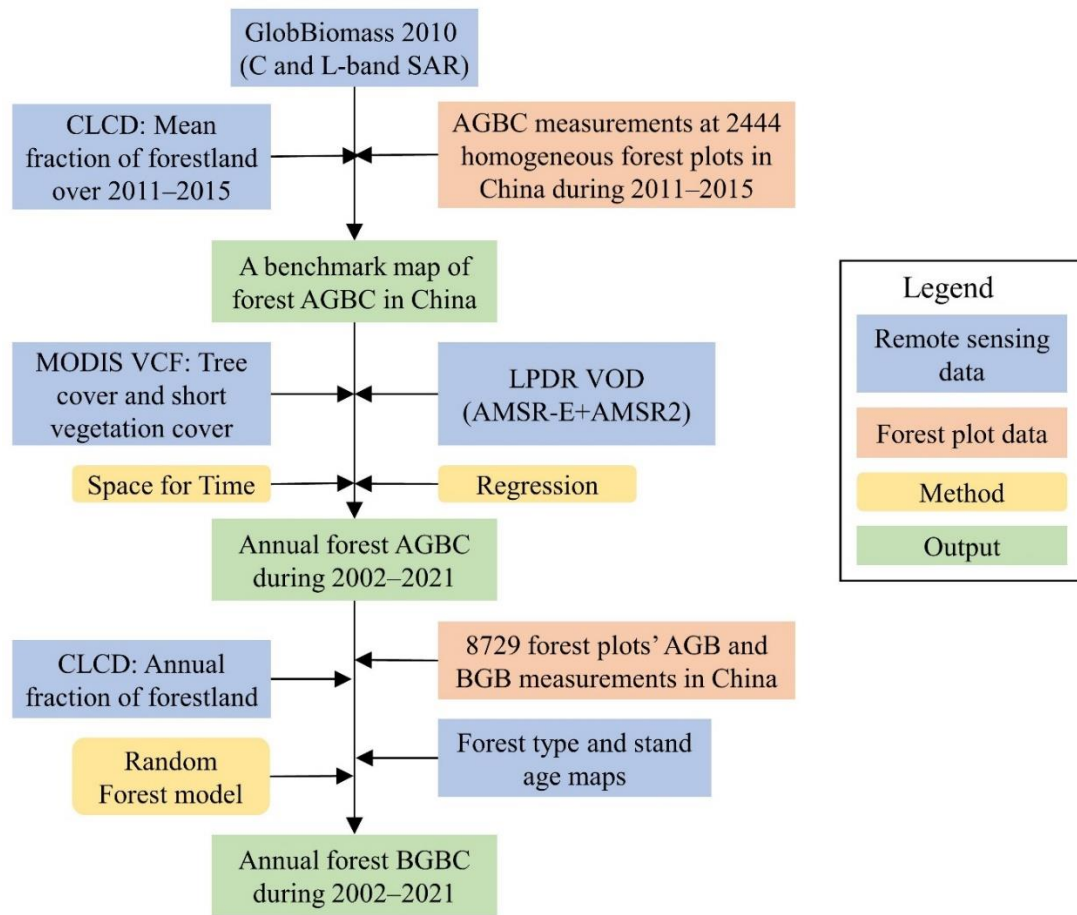 GlobBiomass 2010
(C and L-band SAR)
CLCD: Mean
fraction of forestland
over 2011–2015
AGBC measurements at 2444
homogeneous forest plots in
China during 2011–2015
A benchmark map of
forest AGBC in China
MODIS VCF: Tree
cover and short
vegetation cover
LPDR VOD
(AMSR-E+AMSR2)
Space for Time
Regression
Annual forest AGBC
during 2002–2021
CLCD: Annual
fraction of forestland
8729 forest plots’ AGB and
BGB measurements in China
Random
Forest model
Forest type and stand
age maps
Annual forest BGBC
during 2002–2021
Legend
Remote sensing
data
Forest plot data
Method
Output